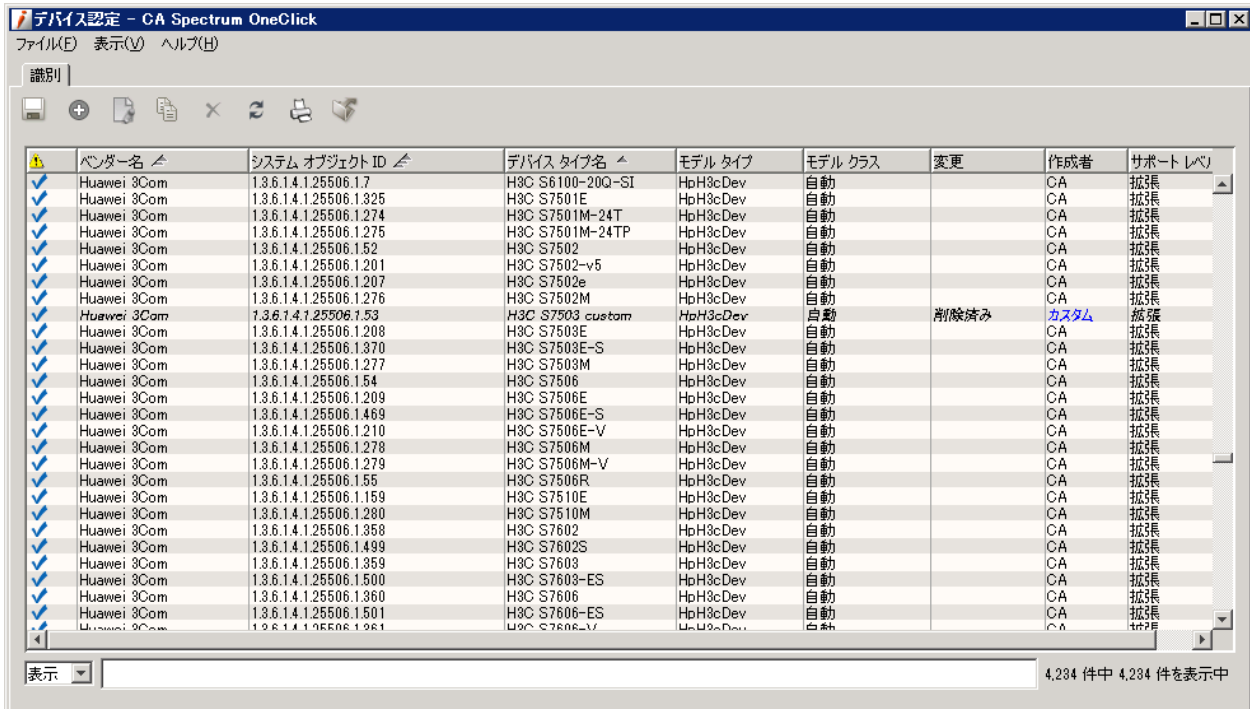 デバイス認定 - CA Spectrum OneClick
ファイル(F) 表示(V) ヘルプ(H)
識別
ベンダー名 システム オブジェクト ID デバイス タイプ名 モデル タイプ モデル クラス 変更 作成者 サポート レベル
Huawei 3Com 1.3.6.1.4.1.25506.1.7 H3C S6100-20Q-SI HpH3cDev 自動 CA 拡張
Huawei 3Com 1.3.6.1.4.1.25506.1.325 H3C S7501E HpH3cDev 自動 CA 拡張
Huawei 3Com 1.3.6.1.4.1.25506.1.274 H3C S7501M-24T HpH3cDev 自動 CA 拡張
Huawei 3Com 1.3.6.1.4.1.25506.1.275 H3C S7501M-24TP HpH3cDev 自動 CA 拡張
Huawei 3Com 1.3.6.1.4.1.25506.1.52 H3C S7502 HpH3cDev 自動 CA 拡張
Huawei 3Com 1.3.6.1.4.1.25506.1.201 H3C S7502-v5 HpH3cDev 自動 CA 拡張
Huawei 3Com 1.3.6.1.4.1.25506.1.207 H3C S7502e HpH3cDev 自動 CA 拡張
Huawei 3Com 1.3.6.1.4.1.25506.1.276 H3C S7502M HpH3cDev 自動 CA 拡張
Huawei 3Com 1.3.6.1.4.1.25506.1.53 H3C S7503 custom HpH3cDev 自動 削除済み カスタム 拡張
Huawei 3Com 1.3.6.1.4.1.25506.1.208 H3C S7503E HpH3cDev 自動 CA 拡張
Huawei 3Com 1.3.6.1.4.1.25506.1.370 H3C S7503E-S HpH3cDev 自動 CA 拡張
Huawei 3Com 1.3.6.1.4.1.25506.1.277 H3C S7503M HpH3cDev 自動 CA 拡張
Huawei 3Com 1.3.6.1.4.1.25506.1.54 H3C S7506 HpH3cDev 自動 CA 拡張
Huawei 3Com 1.3.6.1.4.1.25506.1.209 H3C S7506E HpH3cDev 自動 CA 拡張
Huawei 3Com 1.3.6.1.4.1.25506.1.469 H3C S7506E-S HpH3cDev 自動 CA 拡張
Huawei 3Com 1.3.6.1.4.1.25506.1.210 H3C S7506E-V HpH3cDev 自動 CA 拡張
Huawei 3Com 1.3.6.1.4.1.25506.1.278 H3C S7506M HpH3cDev 自動 CA 拡張
Huawei 3Com 1.3.6.1.4.1.25506.1.279 H3C S7506M-V HpH3cDev 自動 CA 拡張
Huawei 3Com 1.3.6.1.4.1.25506.1.55 H3C S7506R HpH3cDev 自動 CA 拡張
Huawei 3Com 1.3.6.1.4.1.25506.1.159 H3C S7510E HpH3cDev 自動 CA 拡張
Huawei 3Com 1.3.6.1.4.1.25506.1.280 H3C S7510M HpH3cDev 自動 CA 拡張
Huawei 3Com 1.3.6.1.4.1.25506.1.358 H3C S7602 HpH3cDev 自動 CA 拡張
Huawei 3Com 1.3.6.1.4.1.25506.1.499 H3C S7602S HpH3cDev 自動 CA 拡張
Huawei 3Com 1.3.6.1.4.1.25506.1.359 H3C S7603 HpH3cDev 自動 CA 拡張
Huawei 3Com 1.3.6.1.4.1.25506.1.500 H3C S7603-ES HpH3cDev 自動 CA 拡張
Huawei 3Com 1.3.6.1.4.1.25506.1.360 H3C S7606 HpH3cDev 自動 CA 拡張
Huawei 3Com 1.3.6.1.4.1.25506.1.501 H3C S7606-ES HpH3cDev 自動 CA 拡張
Huawei 3Com 1.3.6.1.4.1.25506.1.361 H3C S7606-V HpH3cDev 自動 CA 拡張
表示 4,234 件中 4,234 件を表示中